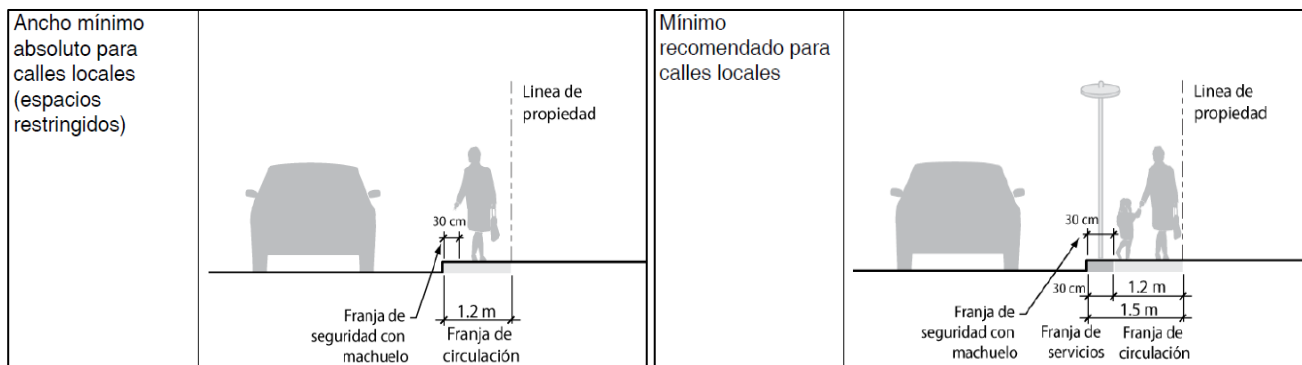 Ancho mínimo
absoluto para
calles locales
(espacios
restringidos)
Linea de
propiedad
30 cm
1.2 m
Franja de
seguridad con
machuelo
Franja de
circulación
Mínimo
recomendado para
calles locales
Linea de
propiedad
30 cm
30 cm
1.2 m
1.5 m
Franja de
seguridad con
machuelo
Franja de
servicios
Franja de
circulación